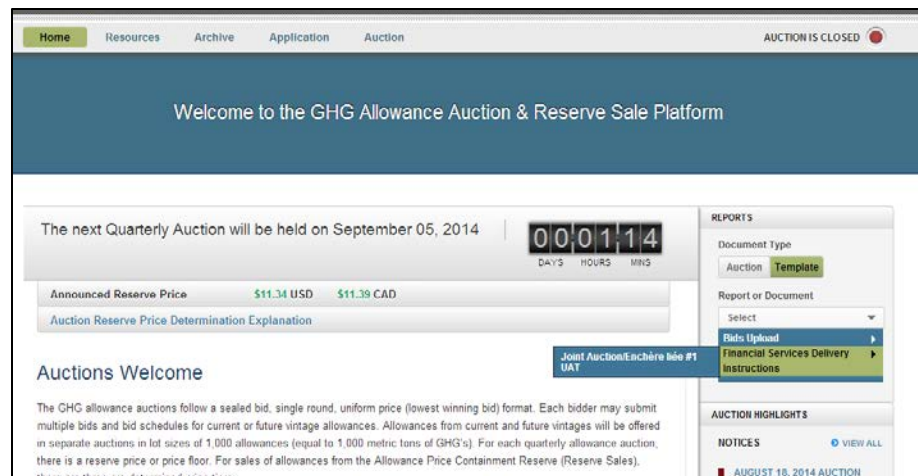 Home Resources Archive Application Auction AUCTION IS CLOSED
Welcome to the GHG Allowance Auction & Reserve Sale Platform
The next Quarterly Auction will be held on September 05, 2014
00:01:14
DAYS HOURS MINS
Announced Reserve Price $11.34 USD $11.39 CAD
Auction Reserve Price Determination Explanation
Auctions Welcome
The GHG allowance auctions follow a sealed bid, single round, uniform price (lowest winning bid) format. Each bidder may submit
multiple bids and bid schedules for current or future vintage allowances. Allowances from current and future vintages will be offered
in separate auctions in lot sizes of 1,000 allowances (equal to 1,000 metric tons of GHG's). For each quarterly allowance auction,
there is a reserve price or price floor. For sales of allowances from the Allowance Price Containment Reserve (Reserve Sales),
REPORTS
Document Type
Auction Template
Report or Document
Select
Bids Upload
Financial Services Delivery
Instructions
Joint Auction/Enchère liée #1
UAT
AUCTION HIGHLIGHTS
NOTICES VIEW ALL
AUGUST 18, 2014 AUCTION